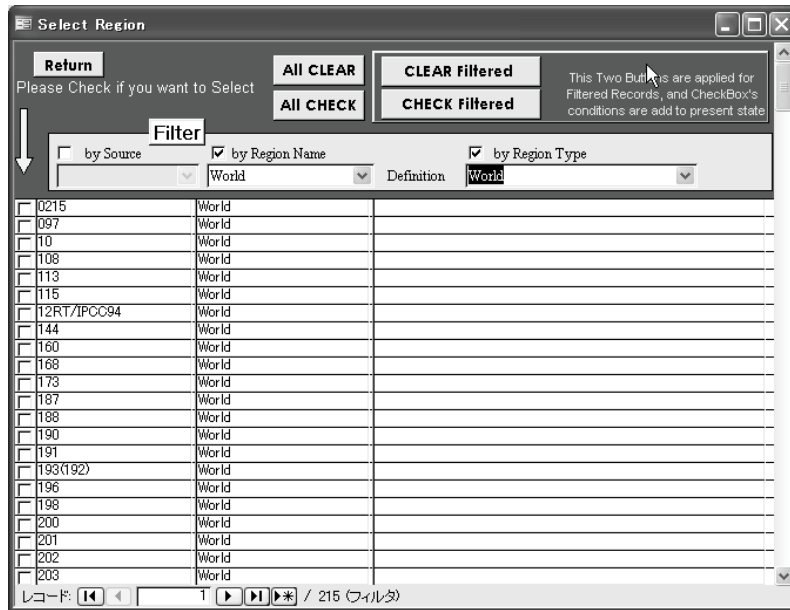 Select Region
Return
Please Check if you want to Select
All CLEAR
All CHECK
CLEAR Filtered
CHECK Filtered
This Two Buttons are applied for
Filtered Records, and CheckBox's
conditions are add to present state
Filter
by Source
by Region Name
by Region Type
World
Definition
World
0215 World
097 World
10 World
108 World
113 World
115 World
12RT/IPCC94 World
144 World
160 World
168 World
173 World
187 World
188 World
190 World
191 World
193(192) World
196 World
198 World
200 World
201 World
202 World
203 World
レコード: 1 / 215 (フィルタ)